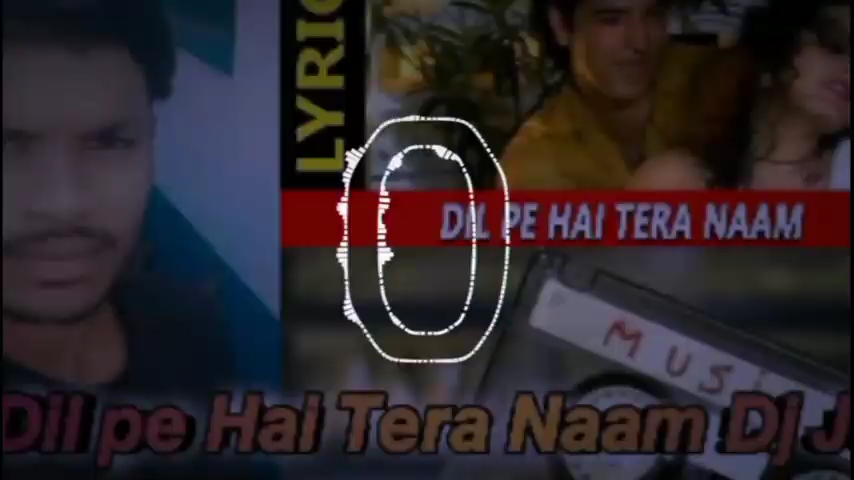 LYRIC
DIL PE HAI TERA NAAM
MUSI
Dil pe Hai Tera Naam Dj J